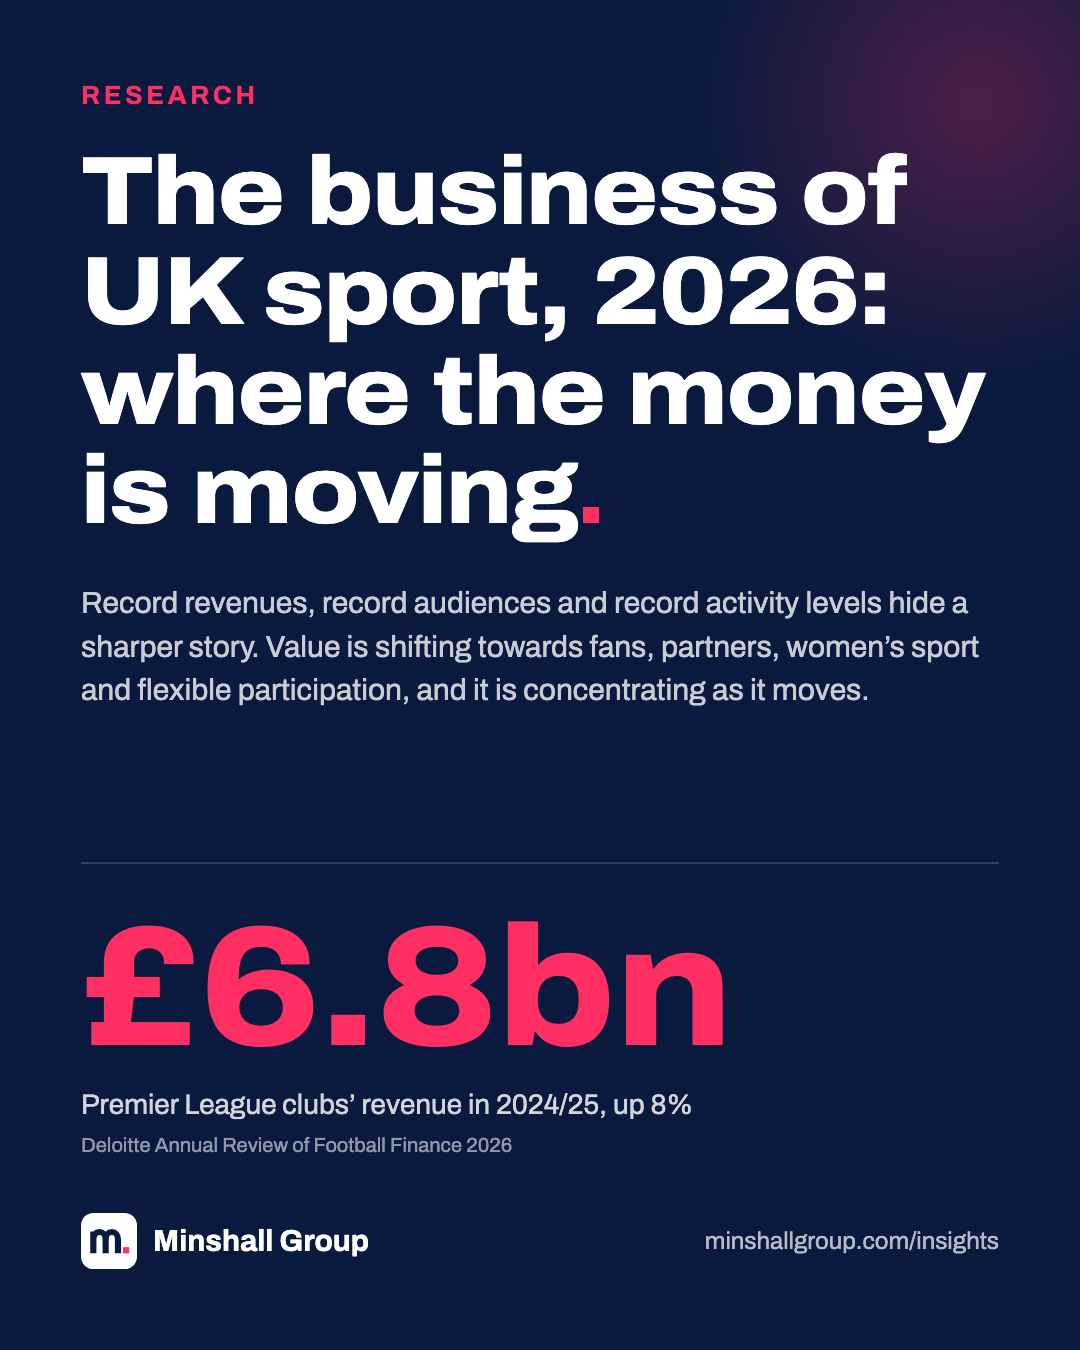 RESEARCH
The business of
UK sport, 2026:
where the money
is moving.
Record revenues, record audiences and record activity levels hide a
sharper story. Value is shifting towards fans, partners, women’s sport
and flexible participation, and it is concentrating as it moves.
£6.8bn
Premier League clubs’ revenue in 2024/25, up 8%
Deloitte Annual Review of Football Finance 2026
m. Minshall Group
minshallgroup.com/insights